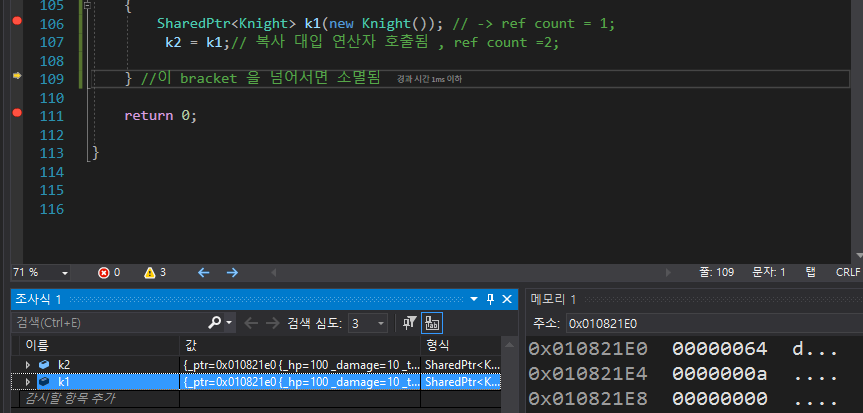 105 {
106 SharedPtr<Knight> k1(new Knight()); // -> ref count = 1;
107 k2 = k1;// 복사 대입 연산자 호출됨 , ref count =2;
108
109 } //이 bracket 을 넘어서면 소멸됨 경과 시간 1ms 이하
110
111 return 0;
112
113 }
114
115
116
71 % 0 3 줄: 109 문자: 1 탭 CRLF
조사식 1
검색(Ctrl+E) 검색 심도: 3
이름 값 형식
k2 {_ptr=0x010821e0 {_hp=100 _damage=10 _t... SharedPtr<K...
k1 {_ptr=0x010821e0 {_hp=100 _damage=10 _t... SharedPtr<K...
조사할 항목 추가
메모리 1
주소: 0x010821E0
0x010821E0 00000064 d...
0x010821E4 0000000a ....
0x010821E8 00000000 ....